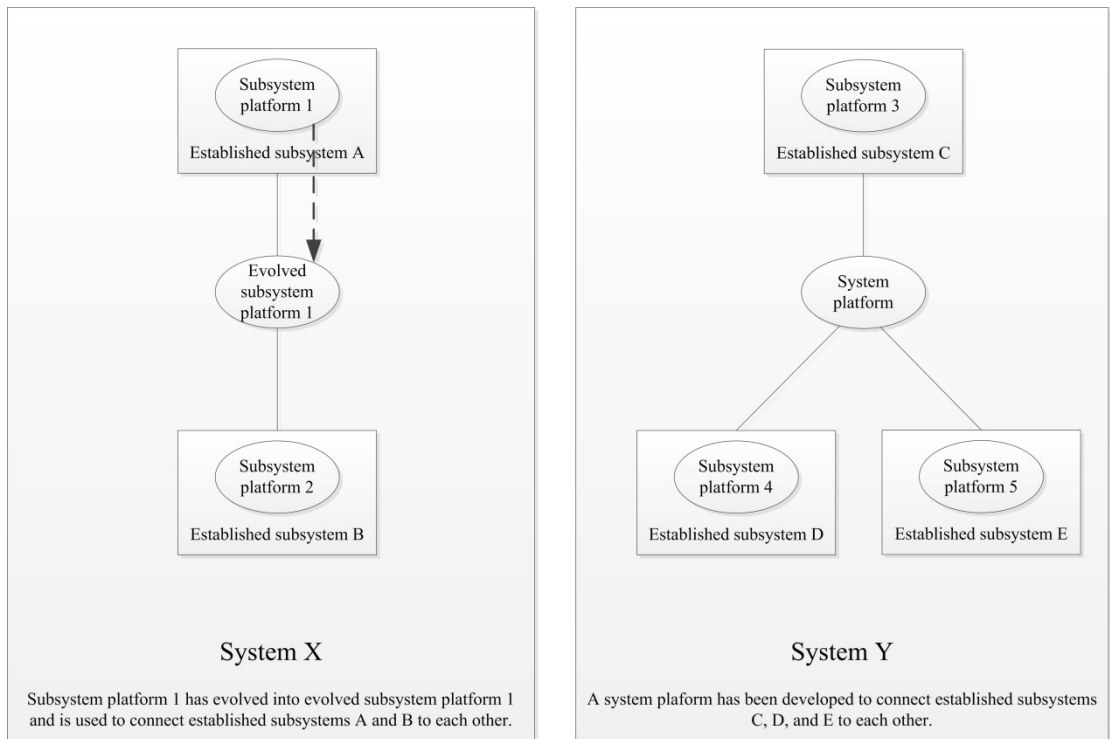 Subsystem
platform 1
Established subsystem A
Evolved
subsystem
platform 1
Subsystem
platform 2
Established subsystem B
System X
Subsystem platform 1 has evolved into evolved subsystem platform 1
and is used to connect established subsystems A and B to each other.
Subsystem
platform 3
Established subsystem C
System
platform
Subsystem
platform 4
Established subsystem D
Subsystem
platform 5
Established subsystem E
System Y
A system plaform has been developed to connect established subsystems
C, D, and E to each other.